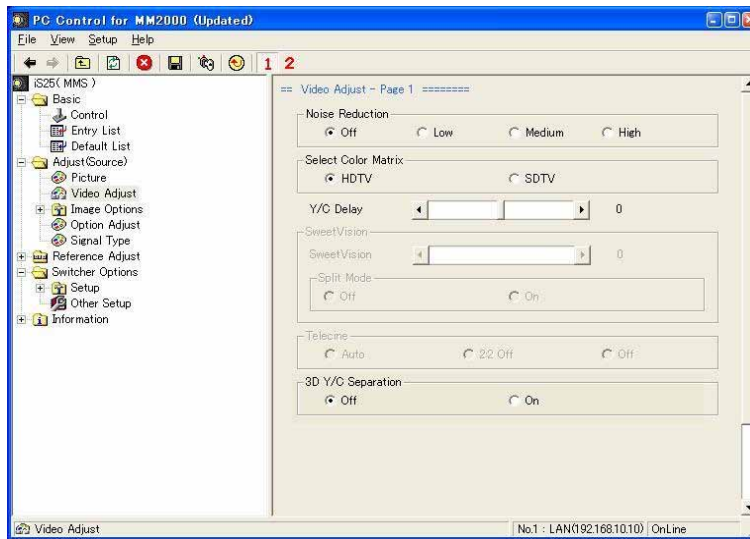 PC Control for MM2000 (Updated)
File View Setup Help
1 2
iS25( MMS )
Basic
Control
Entry List
Default List
Adjust(Source)
Picture
Video Adjust
Image Options
Option Adjust
Signal Type
Reference Adjust
Switcher Options
Setup
Other Setup
Information
== Video Adjust - Page 1 ========
Noise Reduction
Off Low Medium High
Select Color Matrix
HDTV SDTV
Y/C Delay 0
SweetVision
SweetVision 0
Split Mode
Off On
Telecine
Auto 2:2 Off Off
3D Y/C Separation
Off On
Video Adjust No.1 : LAN(192.168.10.10) OnLine